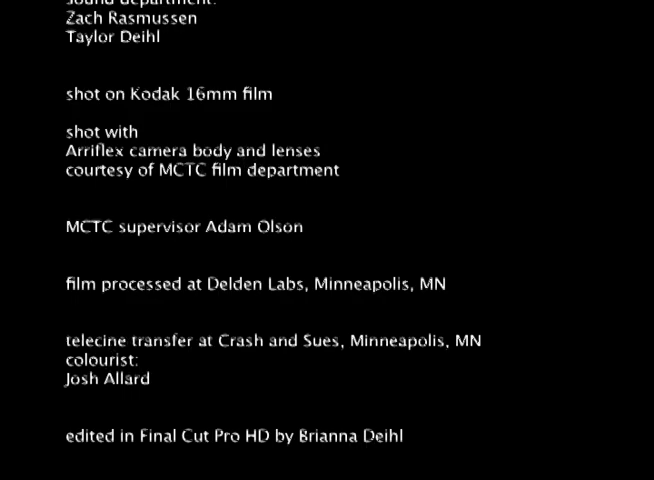 sound department:
Zach Rasmussen
Taylor Deihl
shot on Kodak 16mm film
shot with
Arriflex camera body and lenses
courtesy of MCTC film department
MCTC supervisor Adam Olson
film processed at Delden Labs, Minneapolis, MN
telecine transfer at Crash and Sues, Minneapolis, MN
colourist:
Josh Allard
edited in Final Cut Pro HD by Brianna Deihl